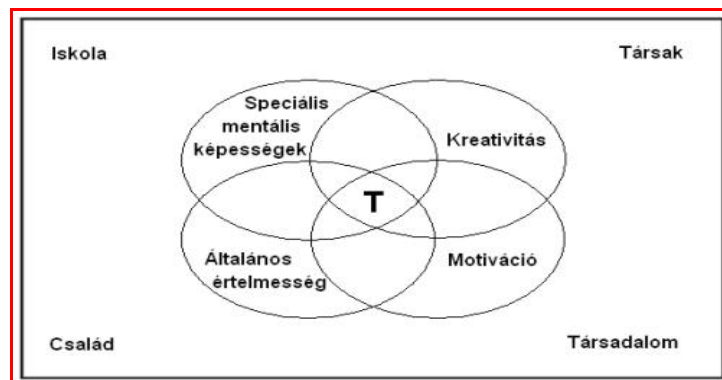 Iskola
Társak
Speciális
mentális
képességek
Kreativitás
T
Általános
értelmesség
Motiváció
Család
Társadalom